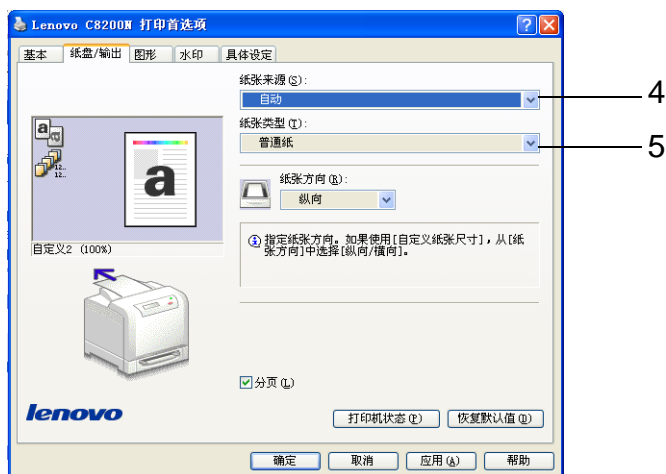 Lenovo C8200N 打印首选项
基本 纸盘/输出 图形 水印 具体设定
纸张来源(S):
自动
4
纸张类型(T):
普通纸
5
纸张方向(R):
纵向
指定纸张方向。如果使用[自定义纸张尺寸],从[纸
张方向]中选择[纵向/横向]。
a
a
12..
12..
a
自定义2 (100%)
分页(L)
lenovo
打印机状态(P) 恢复默认值(D)
确定 取消 应用(A) 帮助